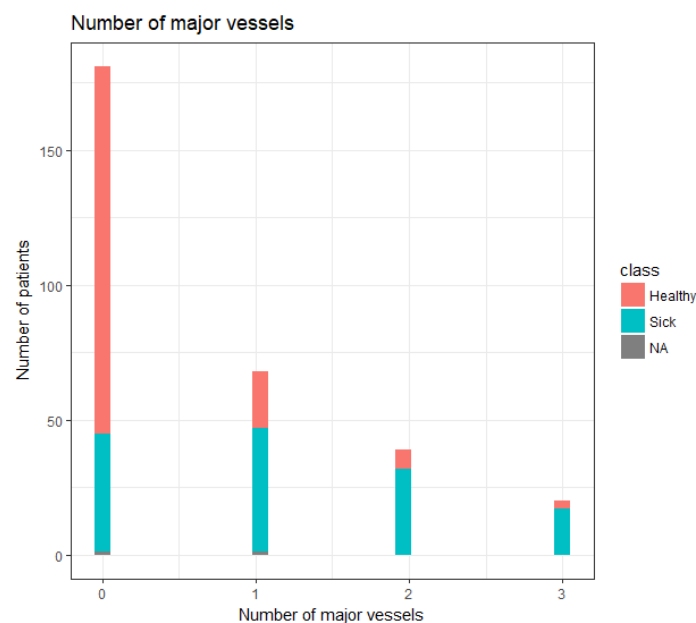 Number of major vessels
150
100
50
0
Number of patients
0 1 2 3
Number of major vessels
class
Healthy
Sick
NA